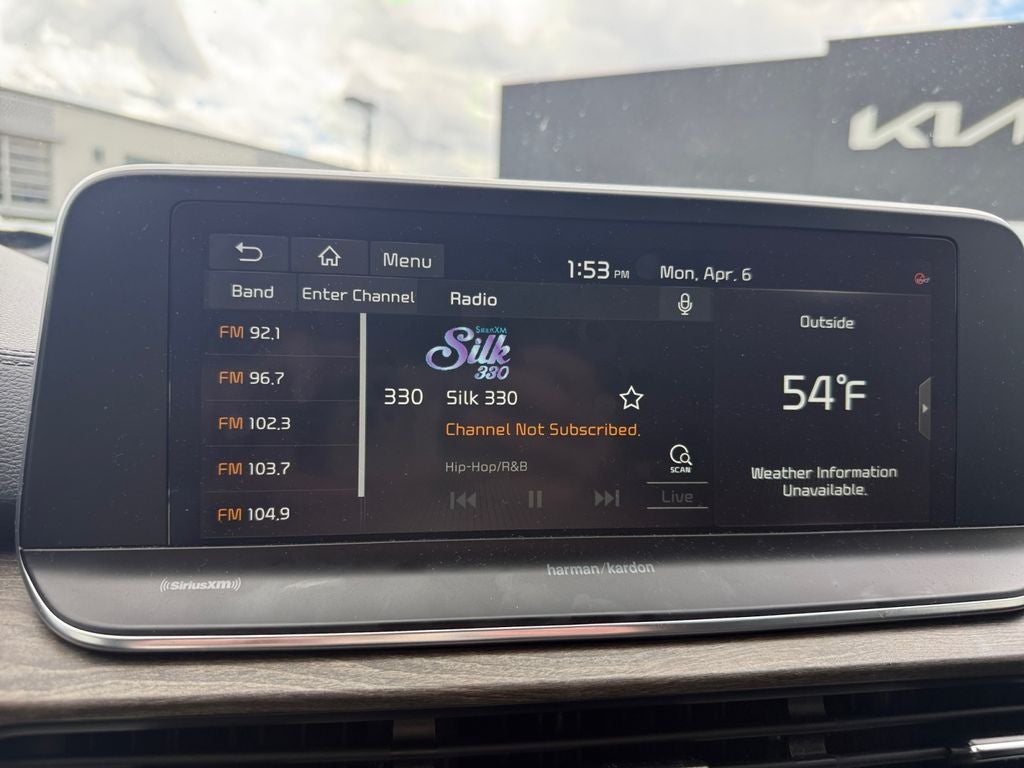 KIA
Menu
1:53 PM
Mon, Apr. 6
Band
Enter Channel
Radio
FM 92.1
FM 96.7
FM 102.3
FM 103.7
FM 104.9
SiriusXM
Silk
330
330
Silk 330
Channel Not Subscribed.
Hip-Hop/R&B
SCAN
Live
Outside
54°F
Weather Information
Unavailable.
((SiriusXM))
harman/kardon